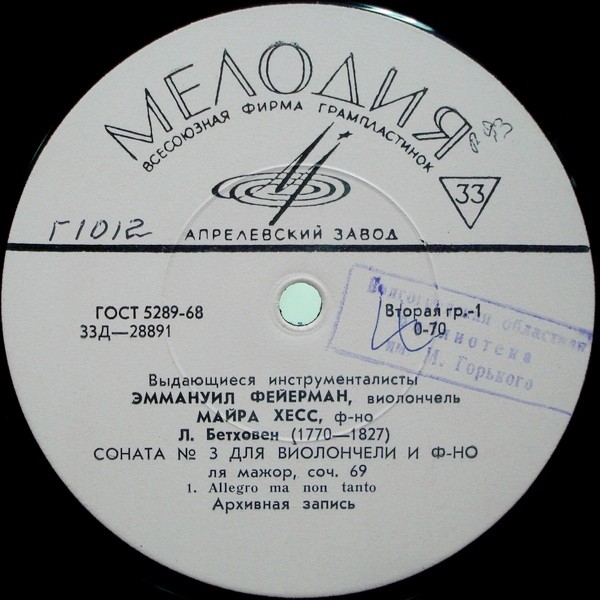 МЕЛОДИЯ
ВСЕСОЮЗНАЯ ФИРМА ГРАМПЛАСТИНОК
33
Г1012
АПРЕЛЕВСКИЙ ЗАВОД
ГОСТ 5289-68
33Д—28891
Вторая гр.-1
0-70
областная
им. М. Горького
Выдающиеся инструменталисты
ЭММАНУИЛ ФЕЙЕРМАН, виолончель
МАЙРА ХЕСС, ф-но
Л. Бетховен (1770—1827)
СОНАТА № 3 ДЛЯ ВИОЛОНЧЕЛИ И Ф-НО
ля мажор, соч. 69
1. Allegro ma non tanto
Архивная запись